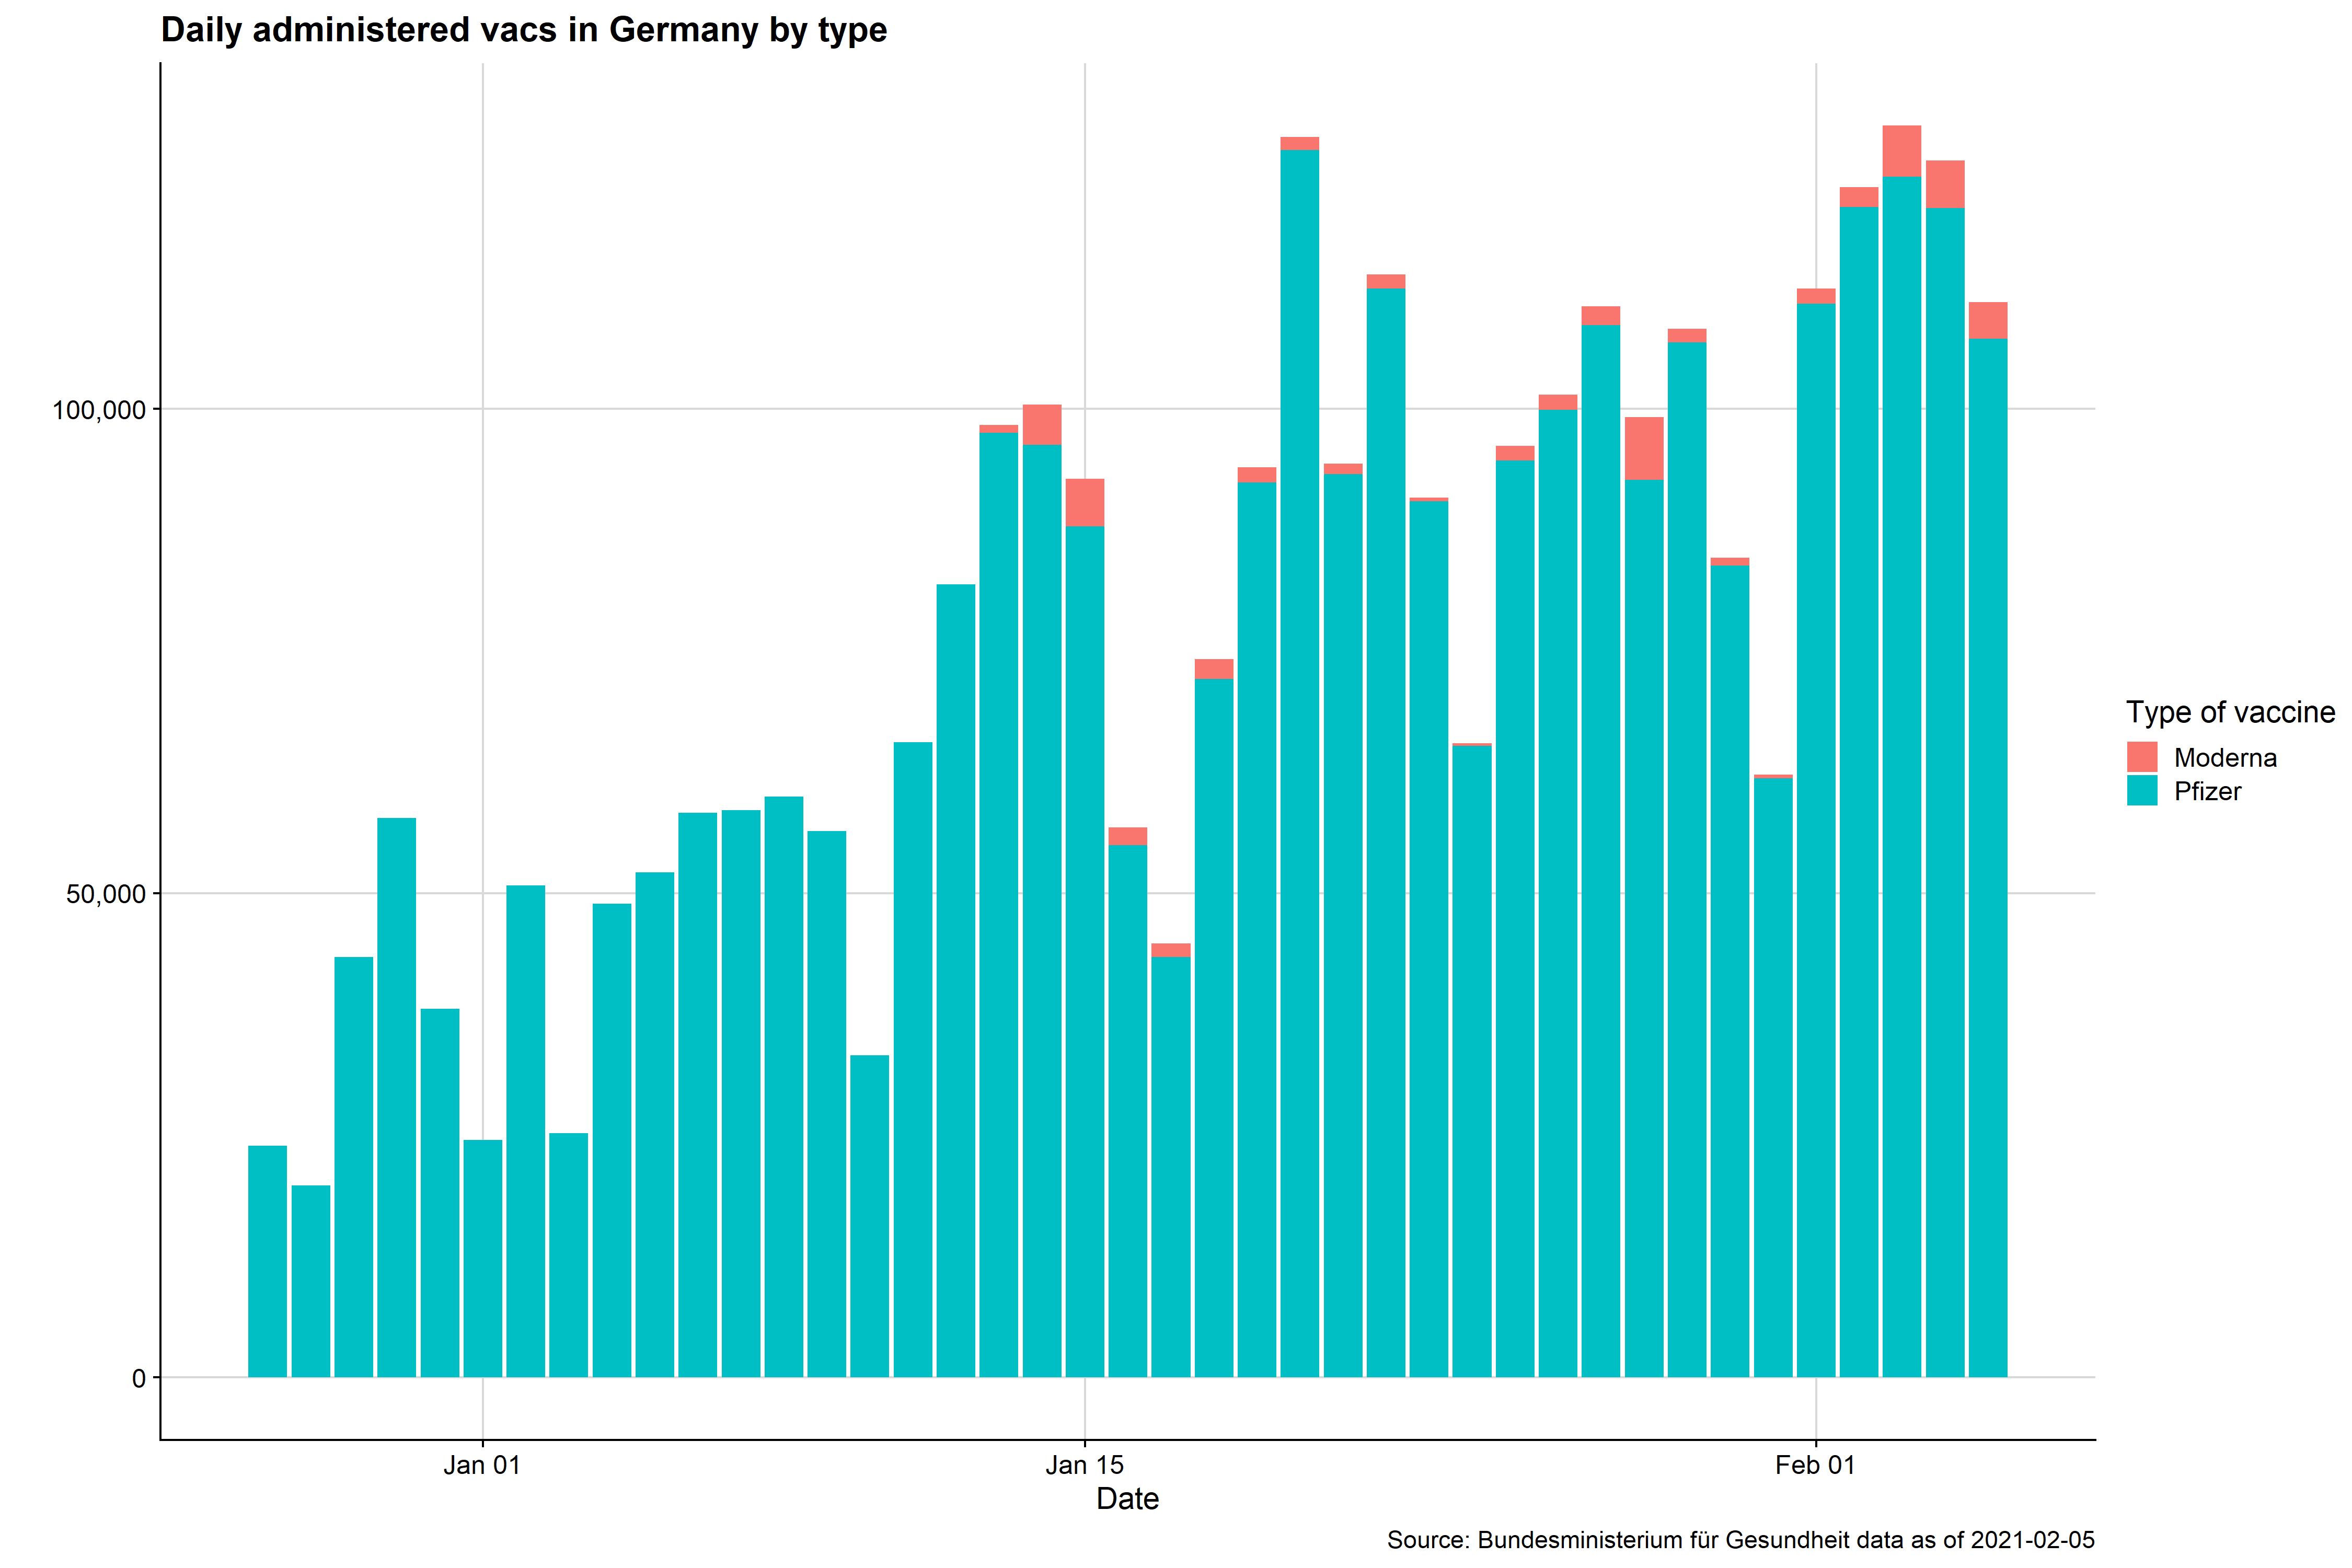 Daily administered vacs in Germany by type
100,000
50,000
0
Jan 01
Jan 15
Feb 01
Date
Type of vaccine
Moderna
Pfizer
Source: Bundesministerium für Gesundheit data as of 2021-02-05